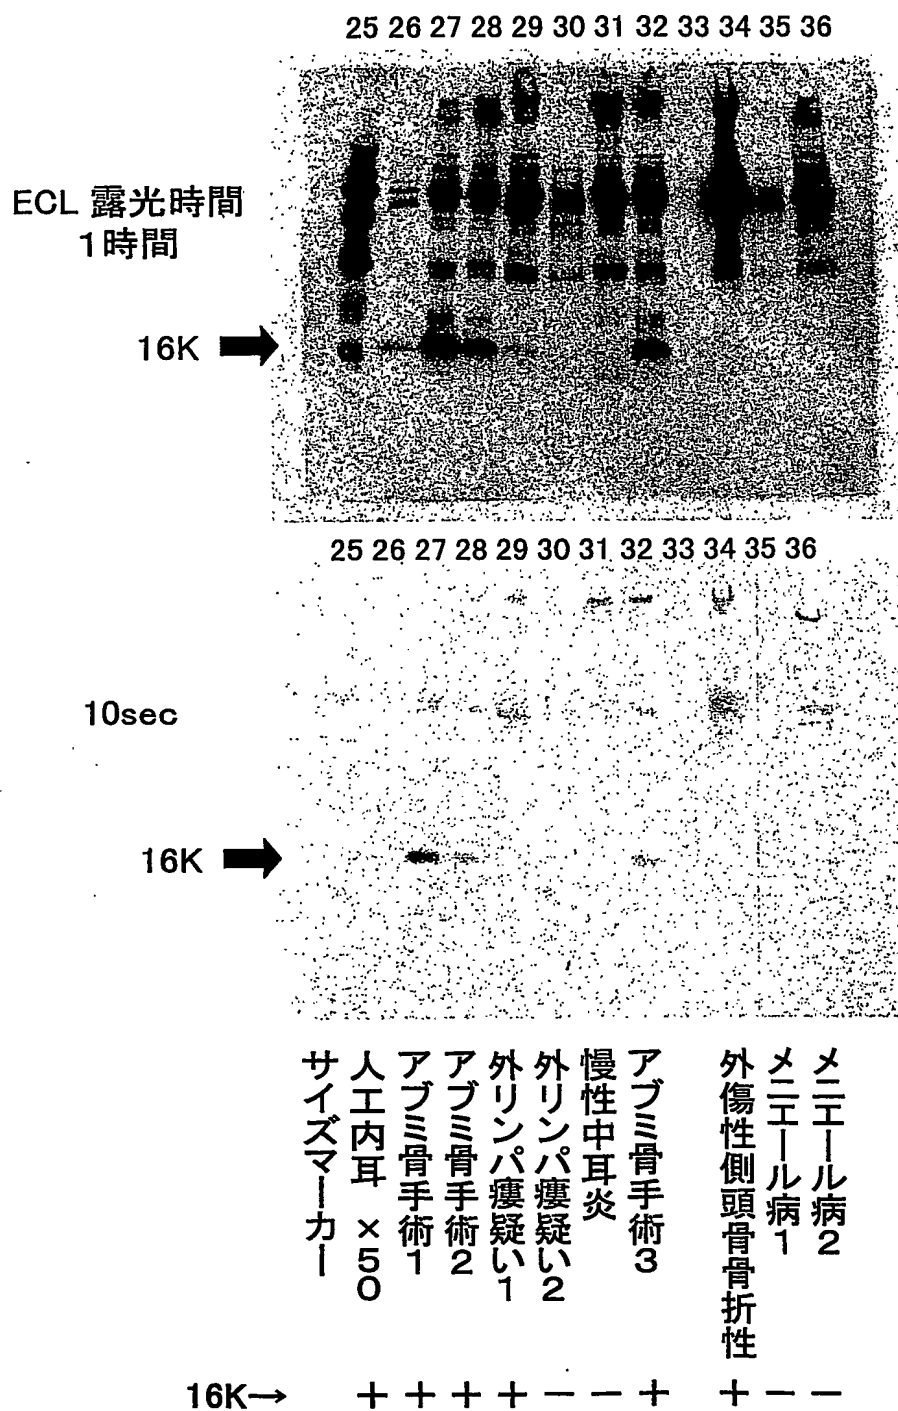 25 26 27 28 29 30 31 32 33 34 35 36
ECL 露光時間
1時間
16K
25 26 27 28 29 30 31 32 33 34 35 36
10sec
16K
サイズマーカー
人工内耳 ×50
アブミ骨手術1
アブミ骨手術2
外リンパ瘻疑い1
外リンパ瘻疑い2
慢性中耳炎
アブミ骨手術3
外傷性側頭骨骨折性
メニエール病1
メニエール病2
16K→ + + + + − − + + − −